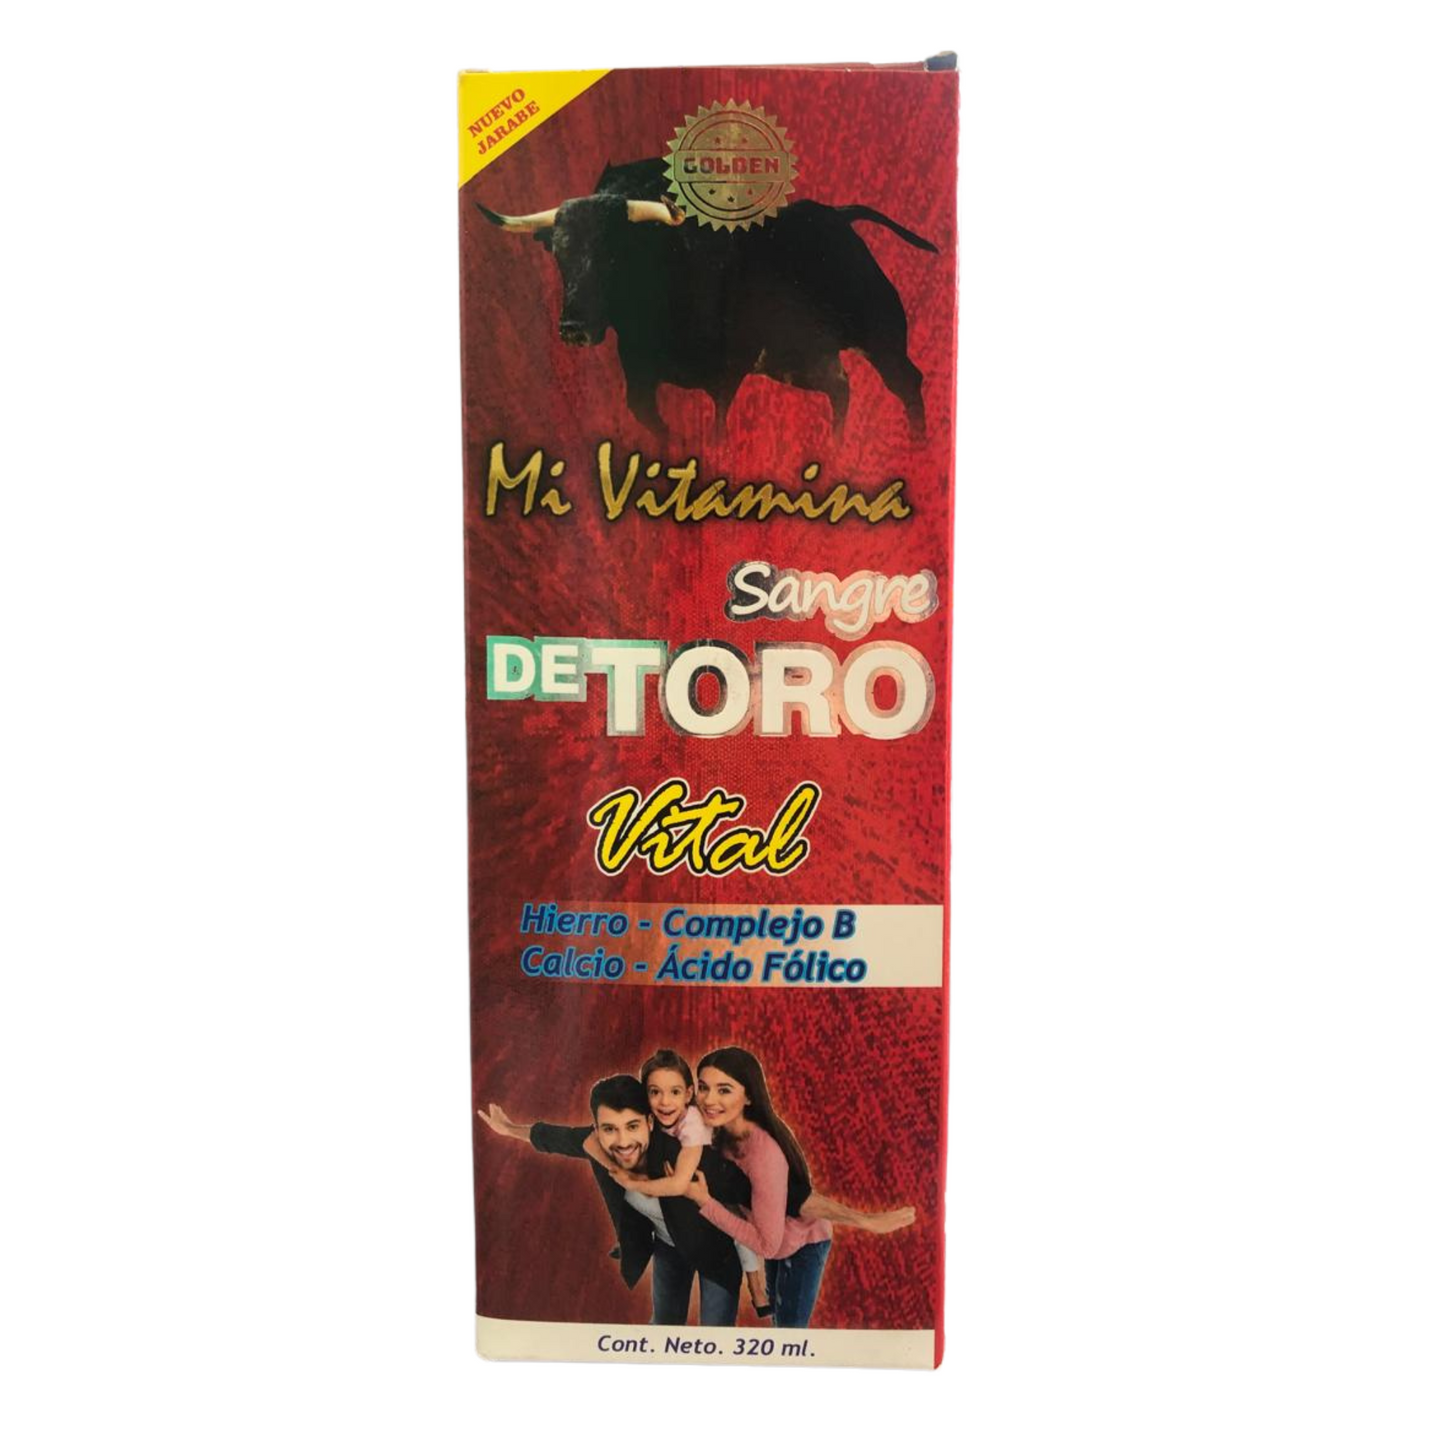 NUEVO
JARABE
GOLDEN
Mi Vitamina
Sangre
DE TORO
Vital
Hierro - Complejo B
Calcio - Ácido Fólico
Cont. Neto. 320 ml.